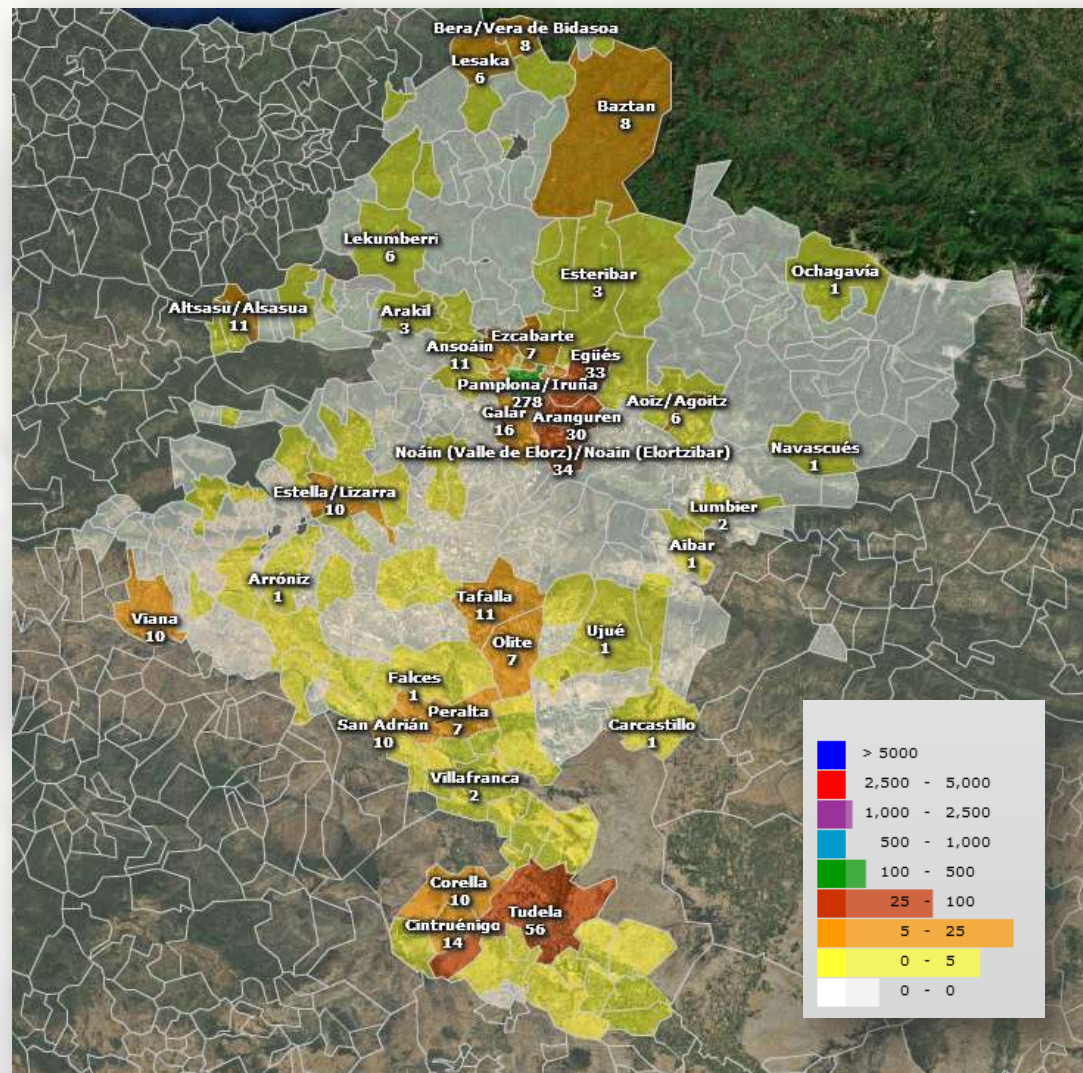 Bera/Vera de Bidasoa
8
Lesaka
6
Baztan
8
Lekumberri
6
Esteribar
3
Ochagavía
1
Altsasu/Alsasua
11
Arakil
3
Ezcabarte
7
Ansoáin
11
Egüés
33
Pamplona/Iruña
278
Aoiz/Agoitz
6
Galar
16
Aranguren
30
Navascués
1
Noáin (Valle de Elorz)/Noain (Elortzibar)
34
Estella/Lizarra
10
Lumbier
2
Aibar
1
Arróniz
1
Tafalla
11
Viana
10
Ujué
1
Olite
7
Falces
1
Peralta
7
San Adrián
10
Carcastillo
1
Villafranca
2
Corella
10
Tudela
56
Cintruénigo
14
> 5000
2,500 - 5,000
1,000 - 2,500
500 - 1,000
100 - 500
25 - 100
5 - 25
0 - 5
0 - 0